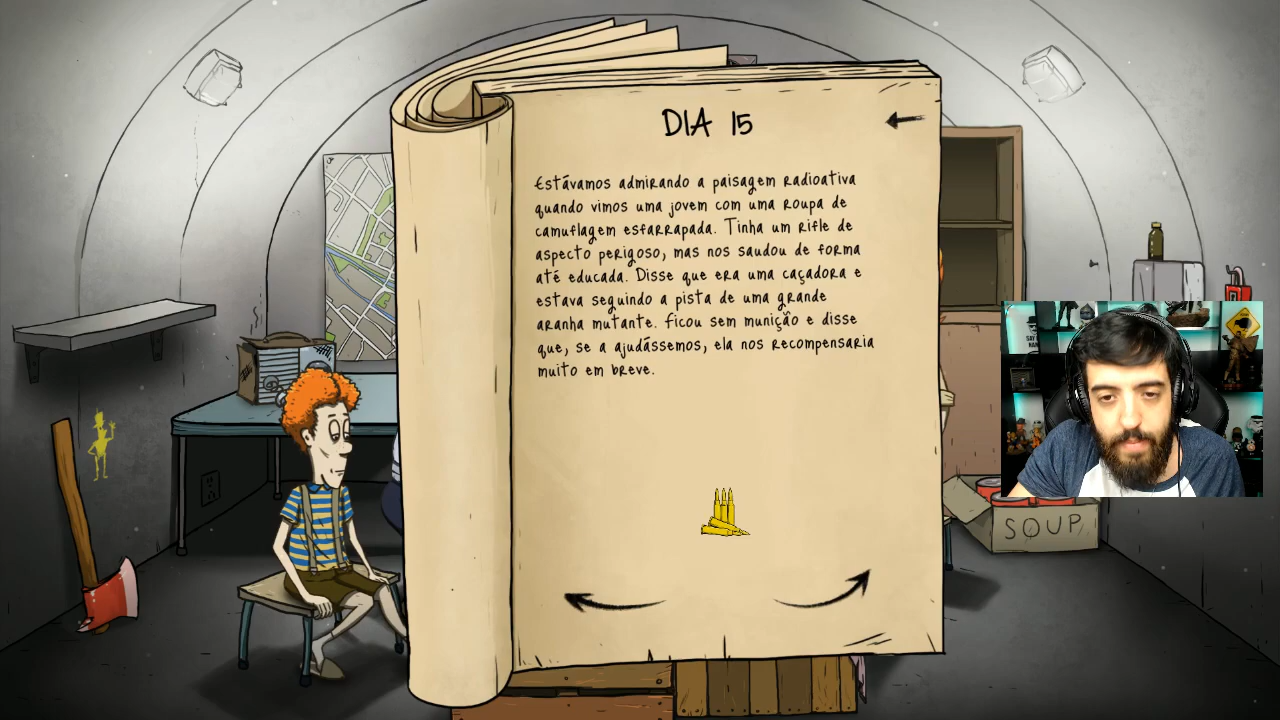 DIA 15
Estávamos admirando a paisagem radioativa
quando vimos uma jovem com uma roupa de
camuflagem esfarrapada. Tinha um rifle de
aspecto perigoso, mas nos saudou de forma
até educada. Disse que era uma caçadora e
estava seguindo a pista de uma grande
aranha mutante. Ficou sem munição e disse
que, se a ajudássemos, ela nos recompensaria
muito em breve.
SOUP